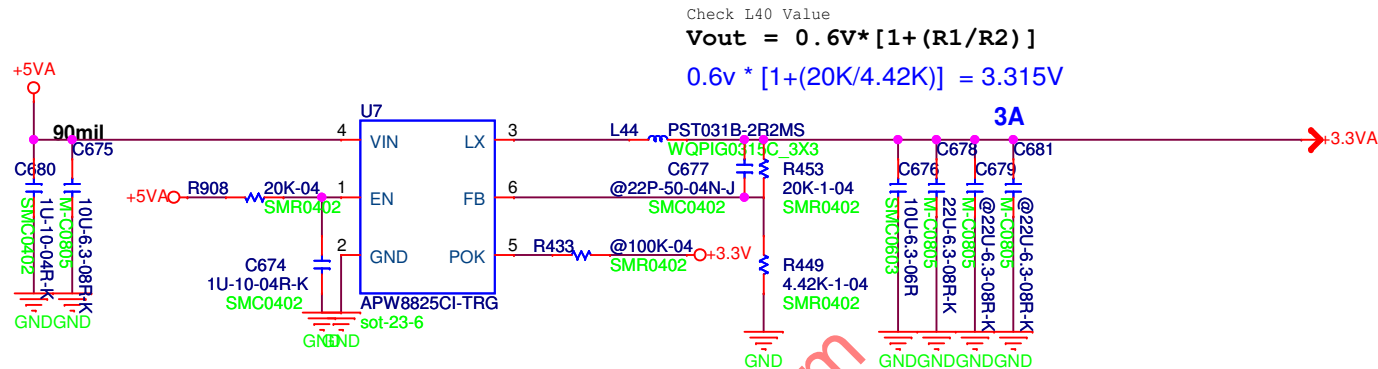 Check L40 Value
Vout = 0.6V*[1+(R1/R2)]
0.6v * [1+(20K/4.42K)] = 3.315V
3A
+5VA
90mil
C675
C680
SMC0402
1U-10-04R-K
M-C0805
10U-6.3-08R-K
GND
GND
+5VA
R908
20K-04
SMR0402
C674
1U-10-04R-K
SMC0402
GND
GND
U7
4
VIN
LX
3
1
EN
FB
6
2
GND
POK
5
APW8825CI-TRG
sot-23-6
L44
PST031B-2R2MS
WQPIG0315C_3X3
C677
@22P-50-04N-J
SMC0402
R453
20K-1-04
SMR0402
R433
@100K-04
SMR0402
+3.3V
R449
4.42K-1-04
SMR0402
GND
C676
SMC0603
10U-6.3-06R
C678
M-C0805
22U-6.3-08R-K
C679
M-C0805
@22U-6.3-08R-K
C681
M-C0805
@22U-6.3-08R-K
GND
GND
GND
GND
+3.3VA